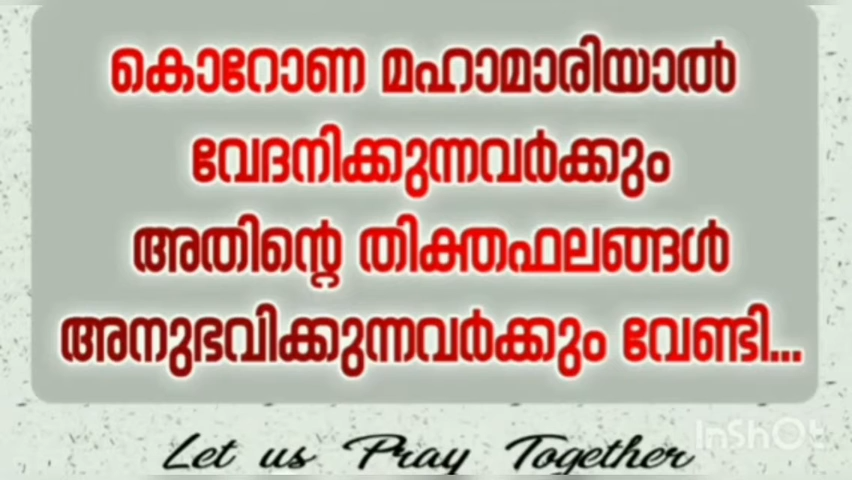 കൊറോണ മഹാമാരിയാൽ
വേദനിക്കുന്നവർക്കും
അതിന്റെ തിക്തഫലങ്ങൾ
അനുഭവിക്കുന്നവർക്കും വേണ്ടി...
Let us Pray Together
InShOt